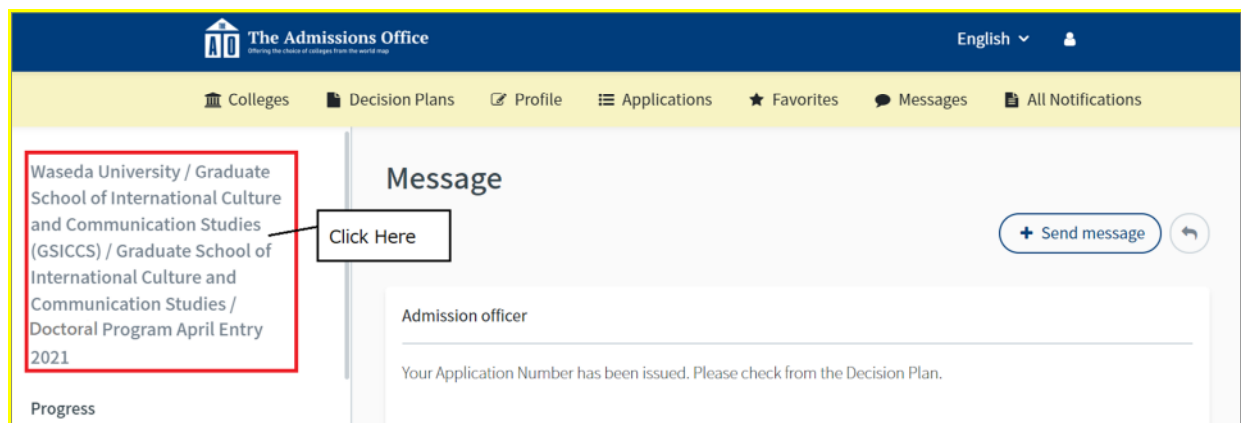 The Admissions Office
Offering the choice of colleges from the world map
English
Colleges
Decision Plans
Profile
Applications
Favorites
Messages
All Notifications
Waseda University / Graduate
School of International Culture
and Communication Studies
(GSICCS) / Graduate School of
International Culture and
Communication Studies /
Doctoral Program April Entry
2021
Progress
Click Here
Message
+ Send message
Admission officer
Your Application Number has been issued. Please check from the Decision Plan.